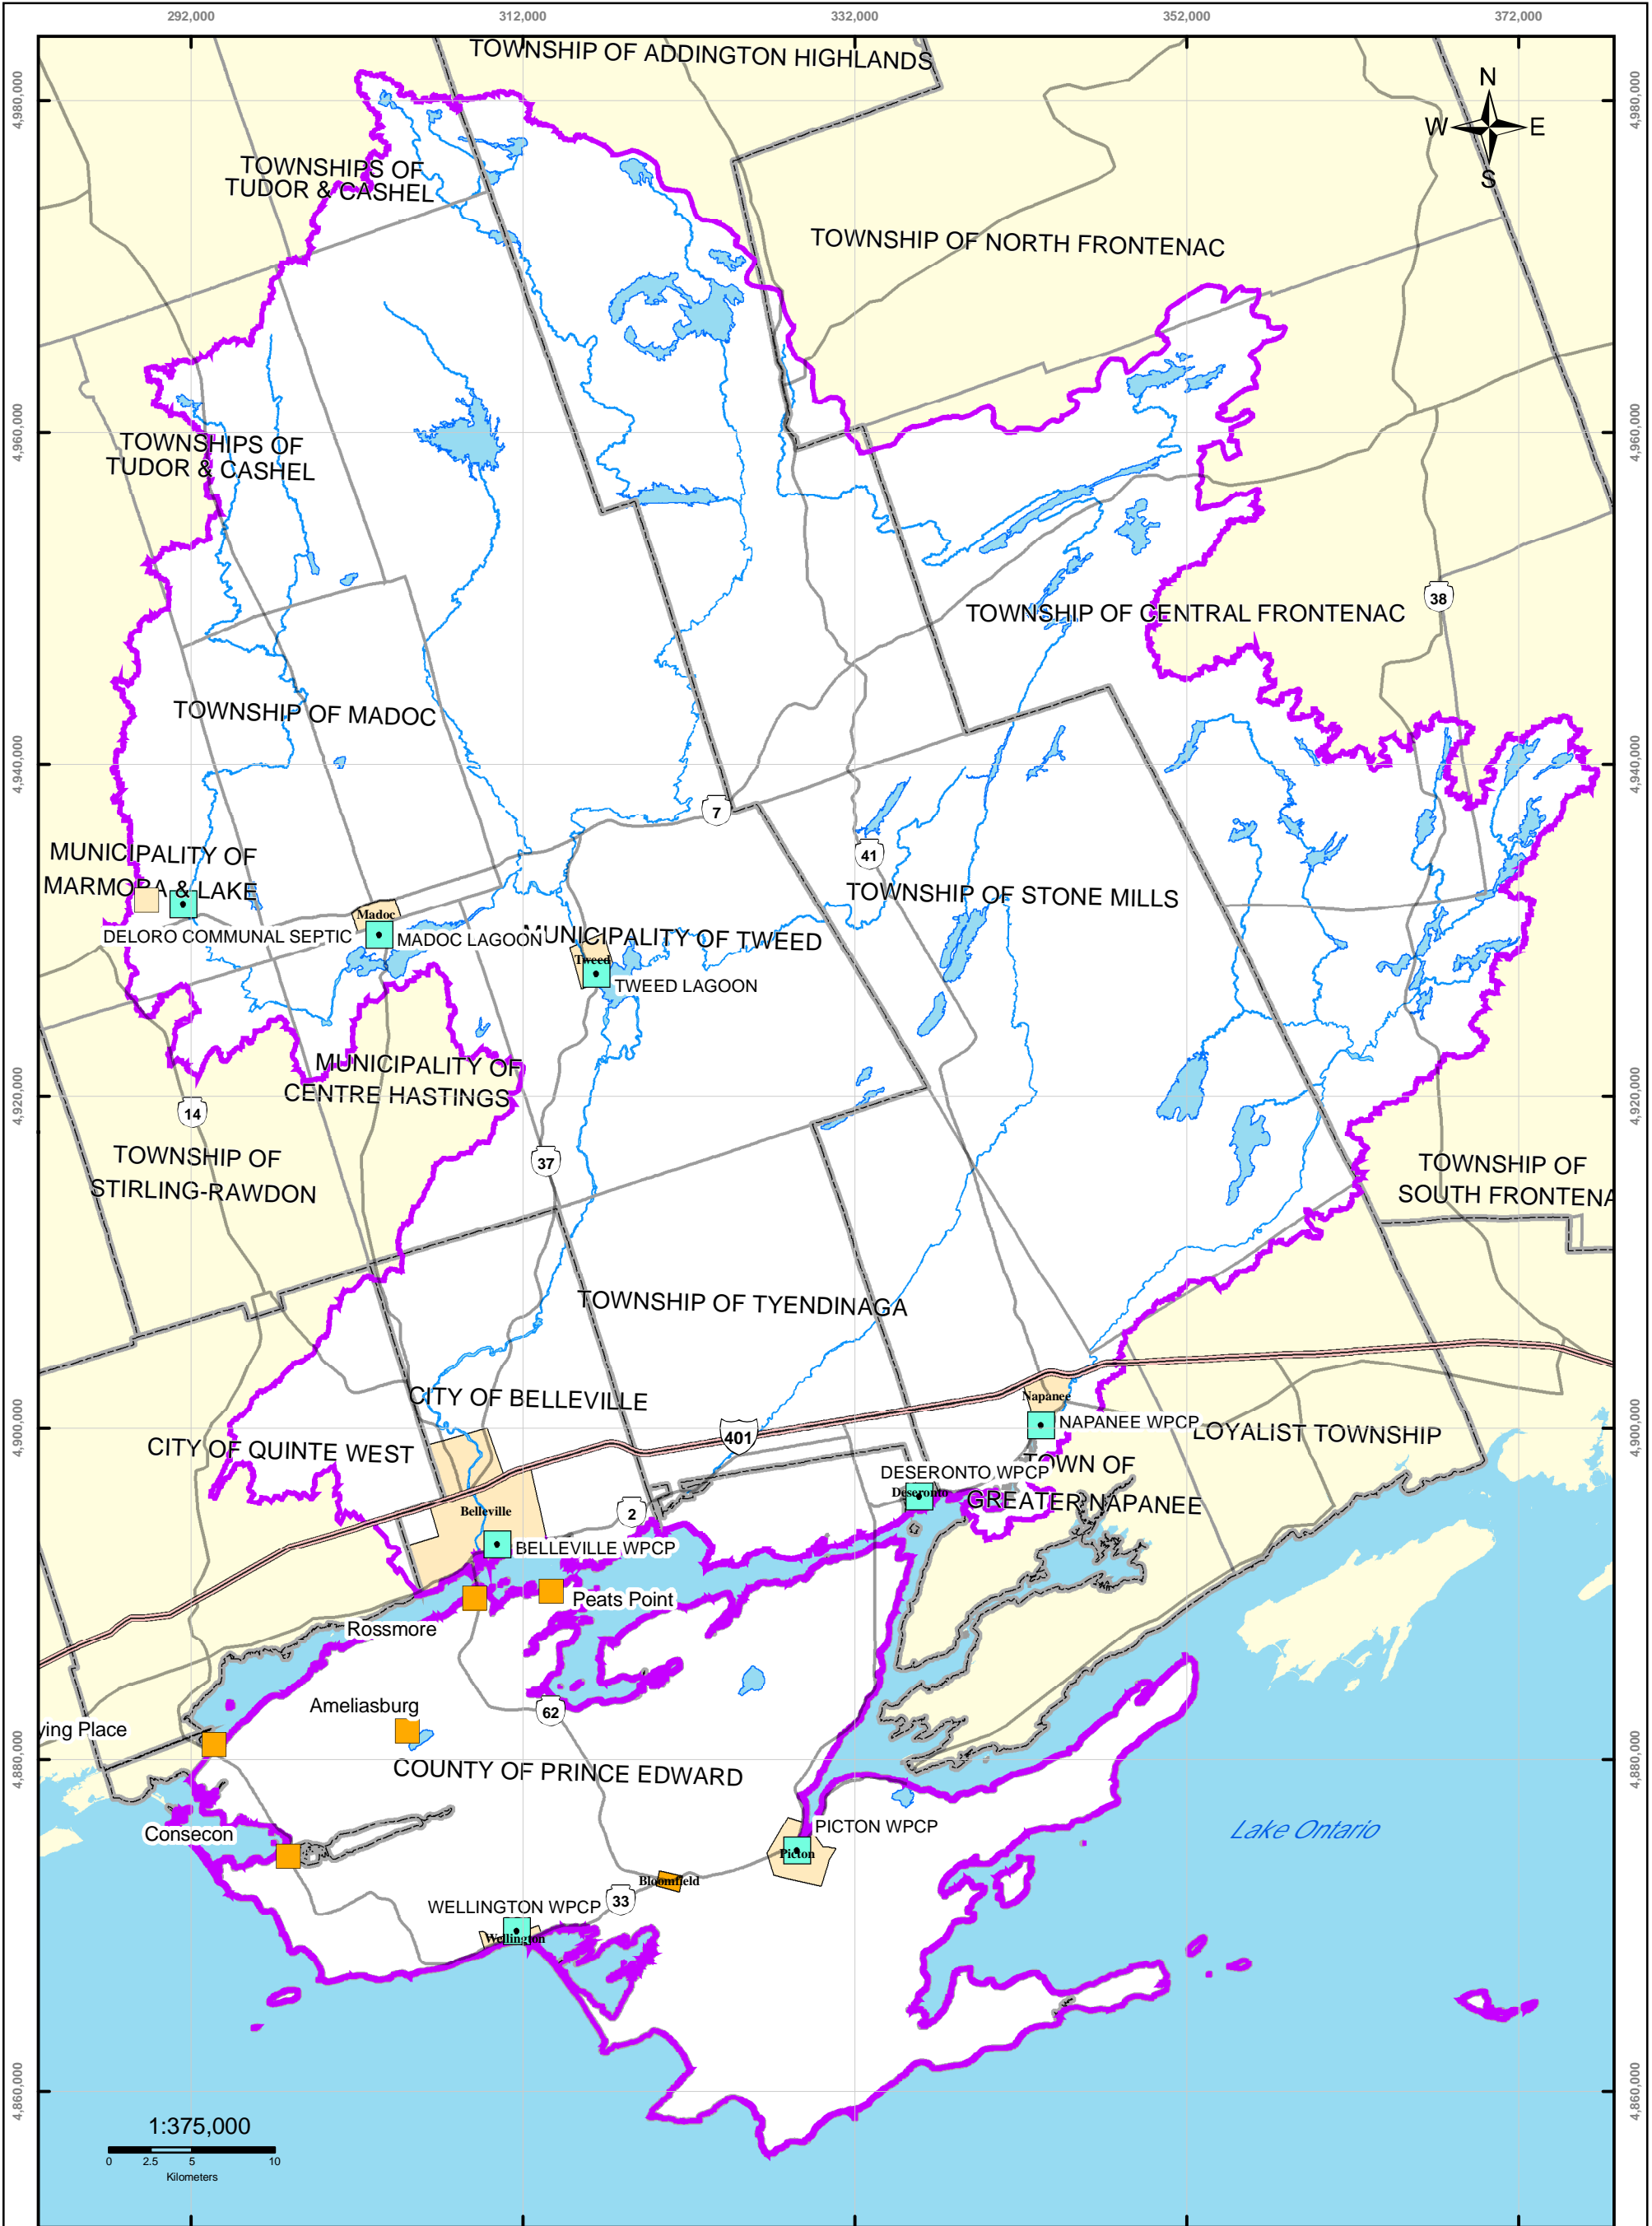 292,000
312,000
332,000
352,000
372,000
TOWNSHIP OF ADDINGTON HIGHLANDS
4,980,000
4,980,000
N
W
E
S
TOWNSHIPS OF
TUDOR & CASHEL
TOWNSHIP OF NORTH FRONTENAC
4,960,000
4,960,000
TOWNSHIPS OF
TUDOR & CASHEL
38
TOWNSHIP OF CENTRAL FRONTENAC
TOWNSHIP OF MADOC
4,940,000
4,940,000
7
41
MUNICIPALITY OF
MARMORA & LAKE
TOWNSHIP OF STONE MILLS
Madoc
DELORO COMMUNAL SEPTIC
MADOC LAGOON
MUNICIPALITY OF TWEED
Tweed
TWEED LAGOON
MUNICIPALITY OF
CENTRE HASTINGS
4,920,000
4,920,000
14
37
TOWNSHIP OF
STIRLING-RAWDON
TOWNSHIP OF
SOUTH FRONTENA
TOWNSHIP OF TYENDINAGA
CITY OF BELLEVILLE
Napanee
NAPANEE WPCP
LOYALIST TOWNSHIP
4,900,000
4,900,000
401
CITY OF QUINTE WEST
TOWN OF
GREATER NAPANEE
DESERONTO WPCP
Deseronto
Belleville
2
BELLEVILLE WPCP
Peats Point
Rossmore
Ameliasburg
62
ying Place
4,880,000
4,880,000
COUNTY OF PRINCE EDWARD
Consecon
PICTON WPCP
Picton
Lake Ontario
Bloomfield
33
WELLINGTON WPCP
Wellington
4,860,000
4,860,000
1:375,000
0 2.5 5 10
Kilometers